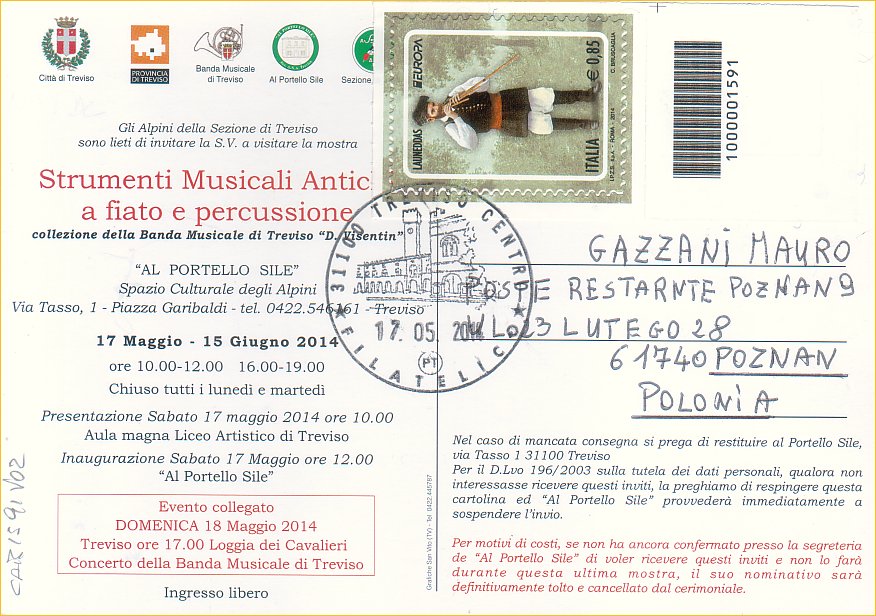 Città di Treviso
PROVINCIA
DI TREVISO
Banda Musicale
di Treviso
Al Portello Sile
Sezione
Gli Alpini della Sezione di Treviso
sono lieti di invitare la S.V. a visitare la mostra
Strumenti Musicali Antic
a fiato e percussione
collezione della Banda Musicale di Treviso “D. Visentin”
“AL PORTELLO SILE”
Spazio Culturale degli Alpini
Via Tasso, 1 - Piazza Garibaldi - tel. 0422.546161 - Treviso
17 Maggio - 15 Giugno 2014
ore 10.00-12.00 16.00-19.00
Chiuso tutti i lunedì e martedì
Presentazione Sabato 17 maggio 2014 ore 10.00
Aula magna Liceo Artistico di Treviso
Inaugurazione Sabato 17 Maggio ore 12.00
“Al Portello Sile”
Evento collegato
DOMENICA 18 Maggio 2014
Treviso ore 17.00 Loggia dei Cavalieri
Concerto della Banda Musicale di Treviso
Ingresso libero
CAR1591V02
Grafiche San Vito (TV) - Tel. 0422.445787
LAUNEDDAS EUROPA
ITALIA € 0,85
I.P.Z.S. S.p.A. - ROMA - 2014 C. BRUSCAGLIA
1000001591
31100 TREVISO CENTRO
17. 05. 2014
PT
FILATELICO
GAZZANI MAURO
POSTE RESTARNTE POZNAN 9
UL. 23 LUTEGO 28
61740 POZNAN
POLONIA
Nel caso di mancata consegna si prega di restituire al Portello Sile,
via Tasso 1 31100 Treviso
Per il D.Lvo 196/2003 sulla tutela dei dati personali, qualora non
interessasse ricevere questi inviti, la preghiamo di respingere questa
cartolina ed “Al Portello Sile” provvederà immediatamente a
sospendere l’invio.
Per motivi di costi, se non ha ancora confermato presso la segreteria
de “Al Portello Sile” di voler ricevere questi inviti e non lo farà
durante questa ultima mostra, il suo nominativo sarà
definitivamente tolto e cancellato dal cerimoniale.